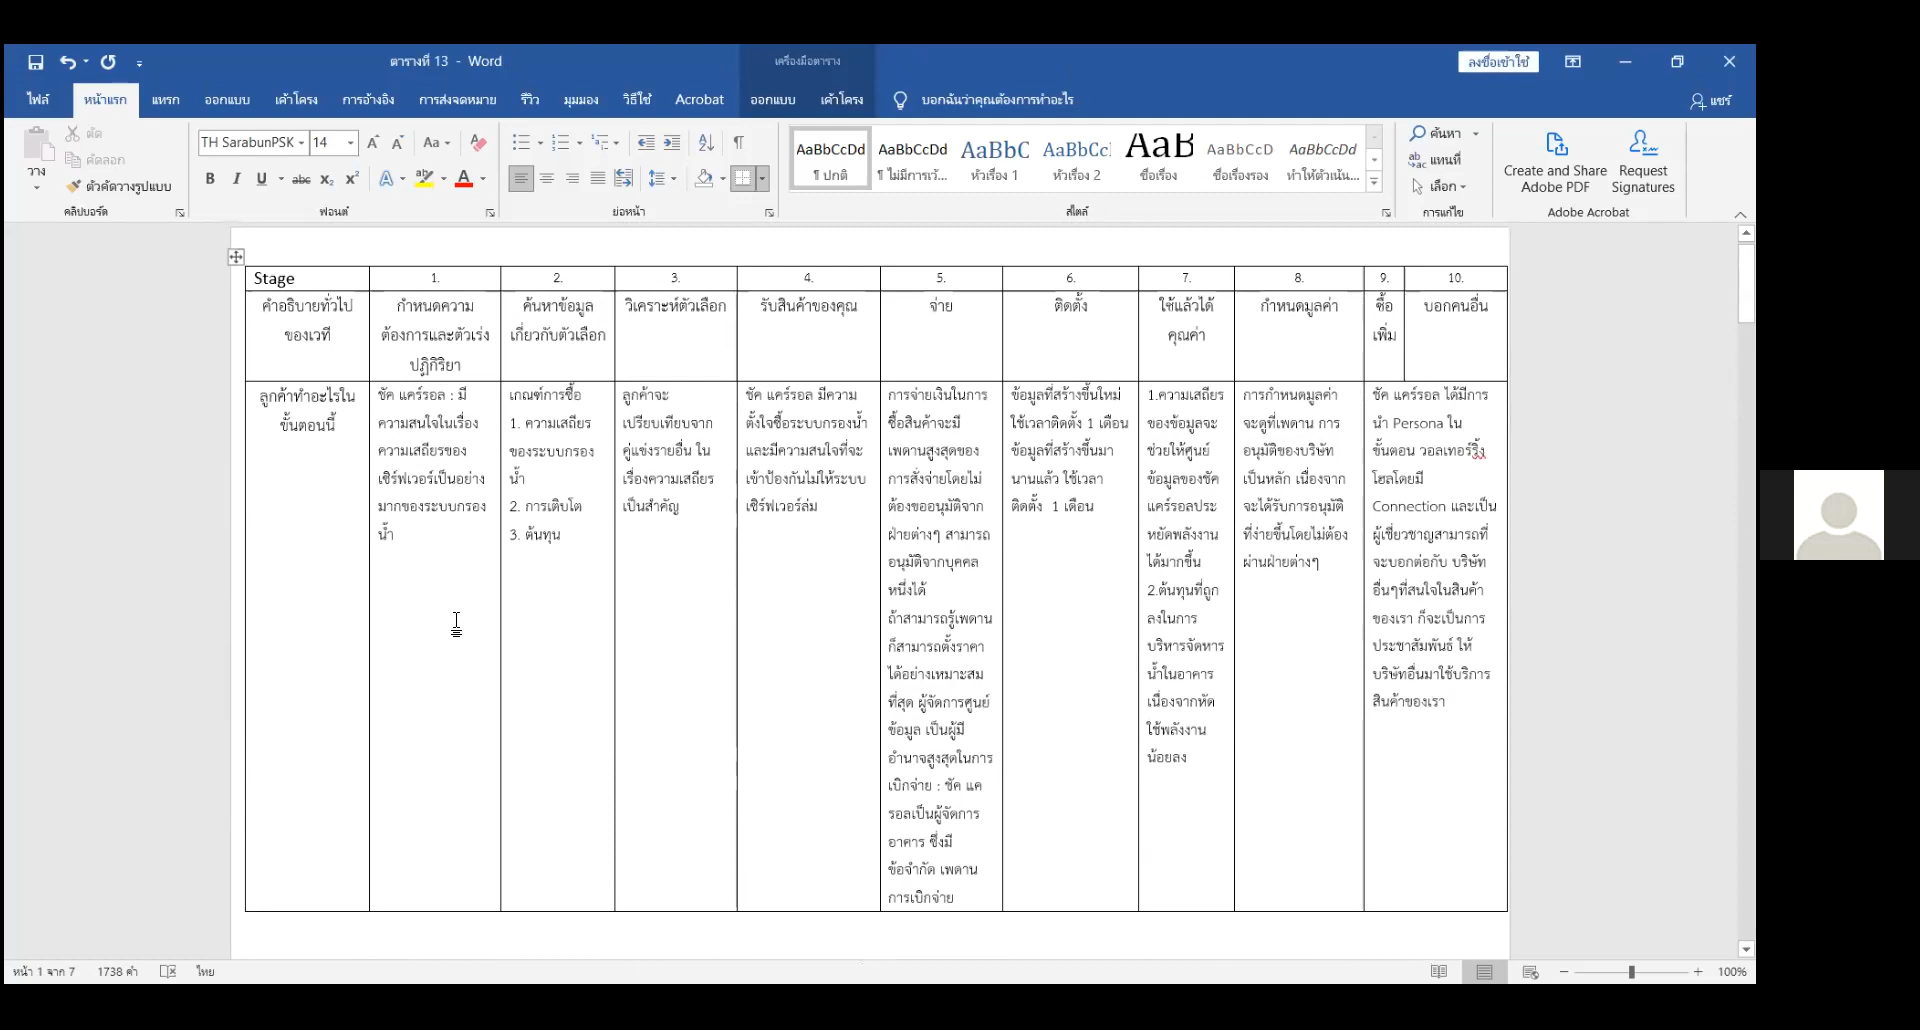 ตารางที่ 13 - Word
เครื่องมือตาราง
ลงชื่อเข้าใช้
ไฟล์
หน้าแรก
แทรก
ออกแบบ
เค้าโครง
การอ้างอิง
การส่งจดหมาย
รีวิว
มุมมอง
วิธีใช้
Acrobat
ออกแบบ
เค้าโครง
บอกฉันว่าคุณต้องการทำอะไร
แชร์
วาง
ตัด
คัดลอก
ตัวคัดวางรูปแบบ
คลิปบอร์ด
TH SarabunPSK
14
Aa
B I U abc X₂ X²
A
ฟอนต์
ย่อหน้า
AaBbCcDd
¶ ปกติ
AaBbCcDd
¶ ไม่มีการเว้...
AaBbC
หัวเรื่อง 1
AaBbCc
หัวเรื่อง 2
AaB
ชื่อเรื่อง
AaBbCcD
ชื่อเรื่องรอง
AaBbCcDd
ทำให้ตัวเน้น...
สไตล์
ค้นหา
แทนที่
เลือก
การแก้ไข
Create and Share
Adobe PDF
Request
Signatures
Adobe Acrobat
Stage
1.
2.
3.
4.
5.
6.
7.
8.
9.
10.
คำอธิบายทั่วไป
ของเวที
กำหนดความ
ต้องการและตัวเร่ง
ปฏิกิริยา
ค้นหาข้อมูล
เกี่ยวกับตัวเลือก
วิเคราะห์ตัวเลือก
รับสินค้าของคุณ
จ่าย
ติดตั้ง
ใช้แล้วได้
คุณค่า
กำหนดมูลค่า
ซื้อ
เพิ่ม
บอกคนอื่น
ลูกค้าทำอะไรใน
ขั้นตอนนี้
ชัค แคร์รอล : มี
ความสนใจในเรื่อง
ความเสถียรของ
เซิร์ฟเวอร์เป็นอย่าง
มากของระบบกรอง
น้ำ
เกณฑ์การซื้อ
1. ความเสถียร
ของระบบกรอง
น้ำ
2. การเติบโต
3. ต้นทุน
ลูกค้าจะ
เปรียบเทียบจาก
คู่แข่งรายอื่น ใน
เรื่องความเสถียร
เป็นสำคัญ
ชัค แคร์รอล มีความ
ตั้งใจซื้อระบบกรองน้ำ
และมีความสนใจที่จะ
เข้าป้องกันไม่ให้ระบบ
เซิร์ฟเวอร์ล่ม
การจ่ายเงินในการ
ซื้อสินค้าจะมี
เพดานสูงสุดของ
การสั่งจ่ายโดยไม่
ต้องขออนุมัติจาก
ฝ่ายต่างๆ สามารถ
อนุมัติจากบุคคล
หนึ่งได้
ถ้าสามารถรู้เพดาน
ก็สามารถตั้งราคา
ได้อย่างเหมาะสม
ที่สุด ผู้จัดการศูนย์
ข้อมูล เป็นผู้มี
อำนาจสูงสุดในการ
เบิกจ่าย : ชัค แค
รอลเป็นผู้จัดการ
อาคาร ซึ่งมี
ข้อจำกัด เพดาน
การเบิกจ่าย
ข้อมูลที่สร้างขึ้นใหม่
ใช้เวลาติดตั้ง 1 เดือน
ข้อมูลที่สร้างขึ้นมา
นานแล้ว ใช้เวลา
ติดตั้ง 1 เดือน
1.ความเสถียร
ของข้อมูลจะ
ช่วยให้ศูนย์
ข้อมูลของชัค
แคร์รอลประ
หยัดพลังงาน
ได้มากขึ้น
2.ต้นทุนที่ถูก
ลงในการ
บริหารจัดหาร
น้ำในอาคาร
เนื่องจากหัด
ใช้พลังงาน
น้อยลง
การกำหนดมูลค่า
จะดูที่เพดาน การ
อนุมัติของบริษัท
เป็นหลัก เนื่องจาก
จะได้รับการอนุมัติ
ที่ง่ายขึ้นโดยไม่ต้อง
ผ่านฝ่ายต่างๆ
ชัค แคร์รอล ได้มีการ
นำ Persona ใน
ขั้นตอน วอลเทอร์ริ้ง
โฮลโดยมี
Connection และเป็น
ผู้เชี่ยวชาญสามารถที่
จะบอกต่อกับ บริษัท
อื่นๆที่สนใจในสินค้า
ของเรา ก็จะเป็นการ
ประชาสัมพันธ์ ให้
บริษัทอื่นมาใช้บริการ
สินค้าของเรา
หน้า 1 จาก 7
1738 คำ
ไทย
100%